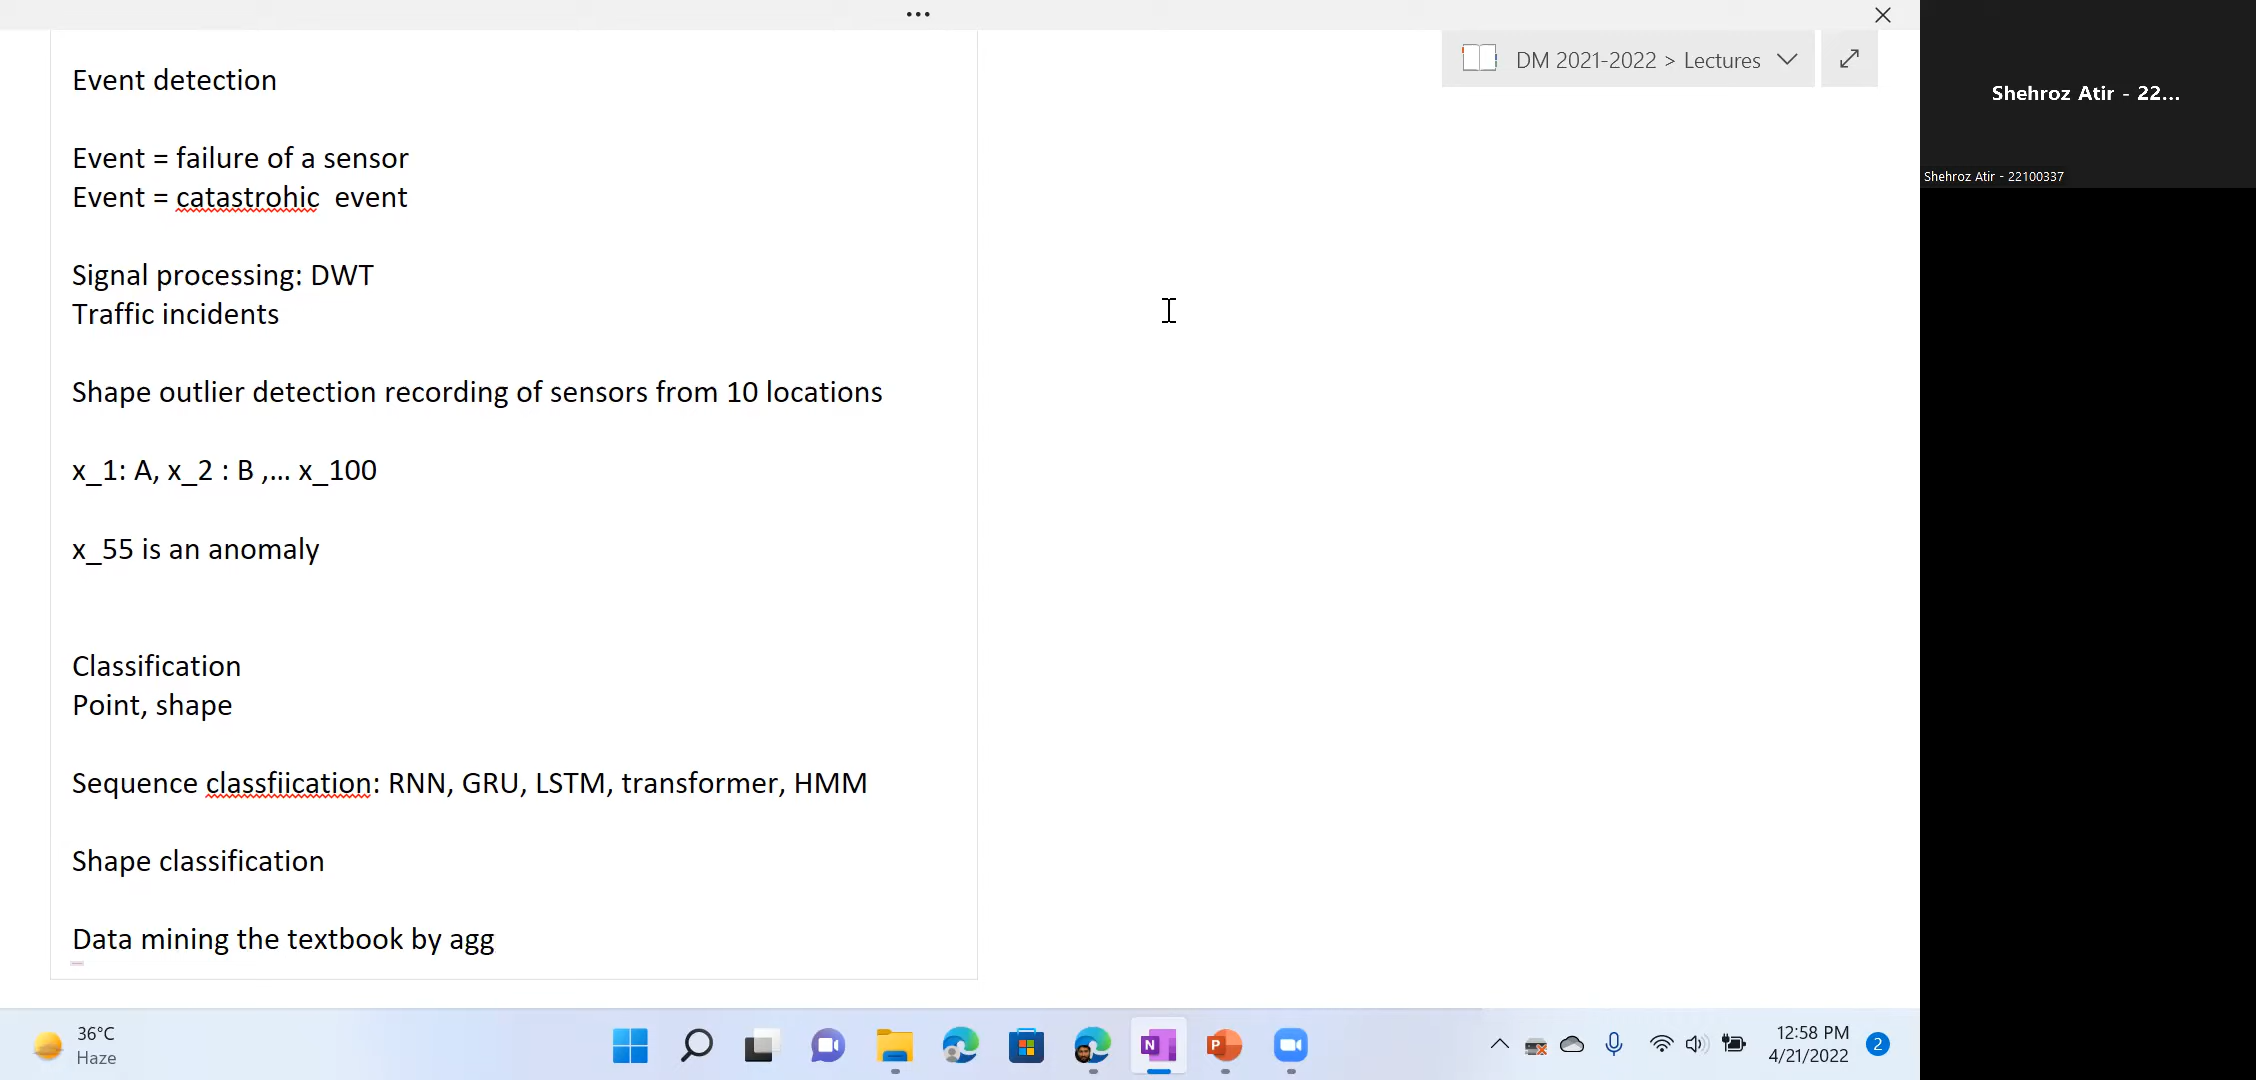 DM 2021-2022 > Lectures
Shehroz Atir - 22...
Shehroz Atir - 22100337
Event detection
Event = failure of a sensor
Event = catastrohic  event
Signal processing: DWT
Traffic incidents
Shape outlier detection recording of sensors from 10 locations
x_1: A, x_2 : B ,... x_100
x_55 is an anomaly
Classification
Point, shape
Sequence classfiication: RNN, GRU, LSTM, transformer, HMM
Shape classification
Data mining the textbook by agg
36°C
Haze
N
P
12:58 PM
4/21/2022
2